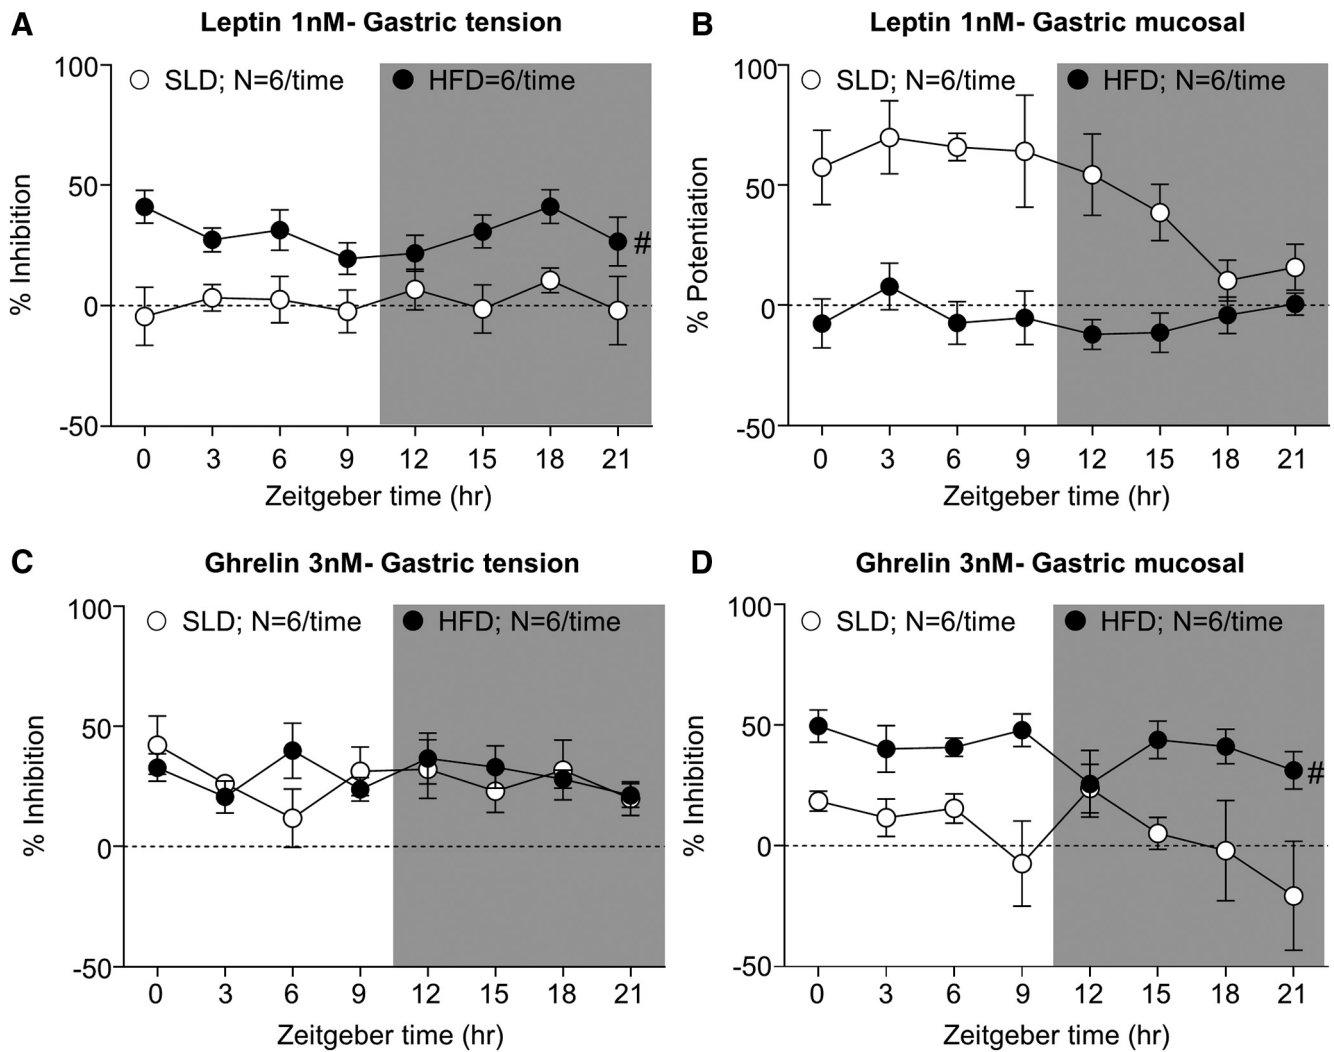 A
Leptin 1nM- Gastric tension
SLD; N=6/time
HFD=6/time
100
50
0
-50
% Inhibition
#
0 3 6 9 12 15 18 21
Zeitgeber time (hr)
B
Leptin 1nM- Gastric mucosal
SLD; N=6/time
HFD; N=6/time
100
50
0
-50
% Potentiation
0 3 6 9 12 15 18 21
Zeitgeber time (hr)
C
Ghrelin 3nM- Gastric tension
SLD; N=6/time
HFD; N=6/time
100
50
0
-50
% Inhibition
0 3 6 9 12 15 18 21
Zeitgeber time (hr)
D
Ghrelin 3nM- Gastric mucosal
SLD; N=6/time
HFD; N=6/time
100
50
0
-50
% Inhibition
#
0 3 6 9 12 15 18 21
Zeitgeber time (hr)